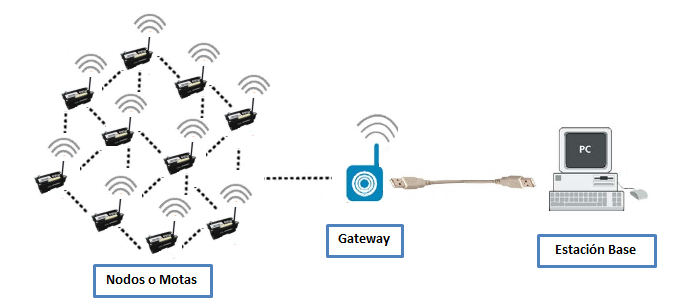 PC
Gateway
Estación Base
Nodos o Motas